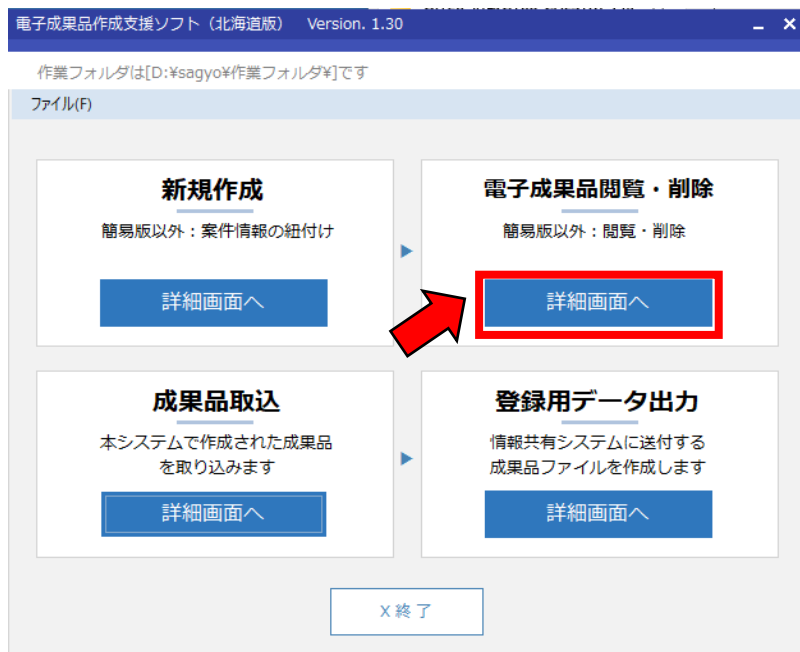 電子成果品作成支援ソフト（北海道版） Version. 1.30
作業フォルダは[D:¥sagyo¥作業フォルダ¥]です
ファイル(F)
新規作成
簡易版以外：案件情報の紐付け
詳細画面へ
電子成果品閲覧・削除
簡易版以外：閲覧・削除
詳細画面へ
成果品取込
本システムで作成された成果品
を取り込みます
詳細画面へ
登録用データ出力
情報共有システムに送付する
成果品ファイルを作成します
詳細画面へ
X 終 了